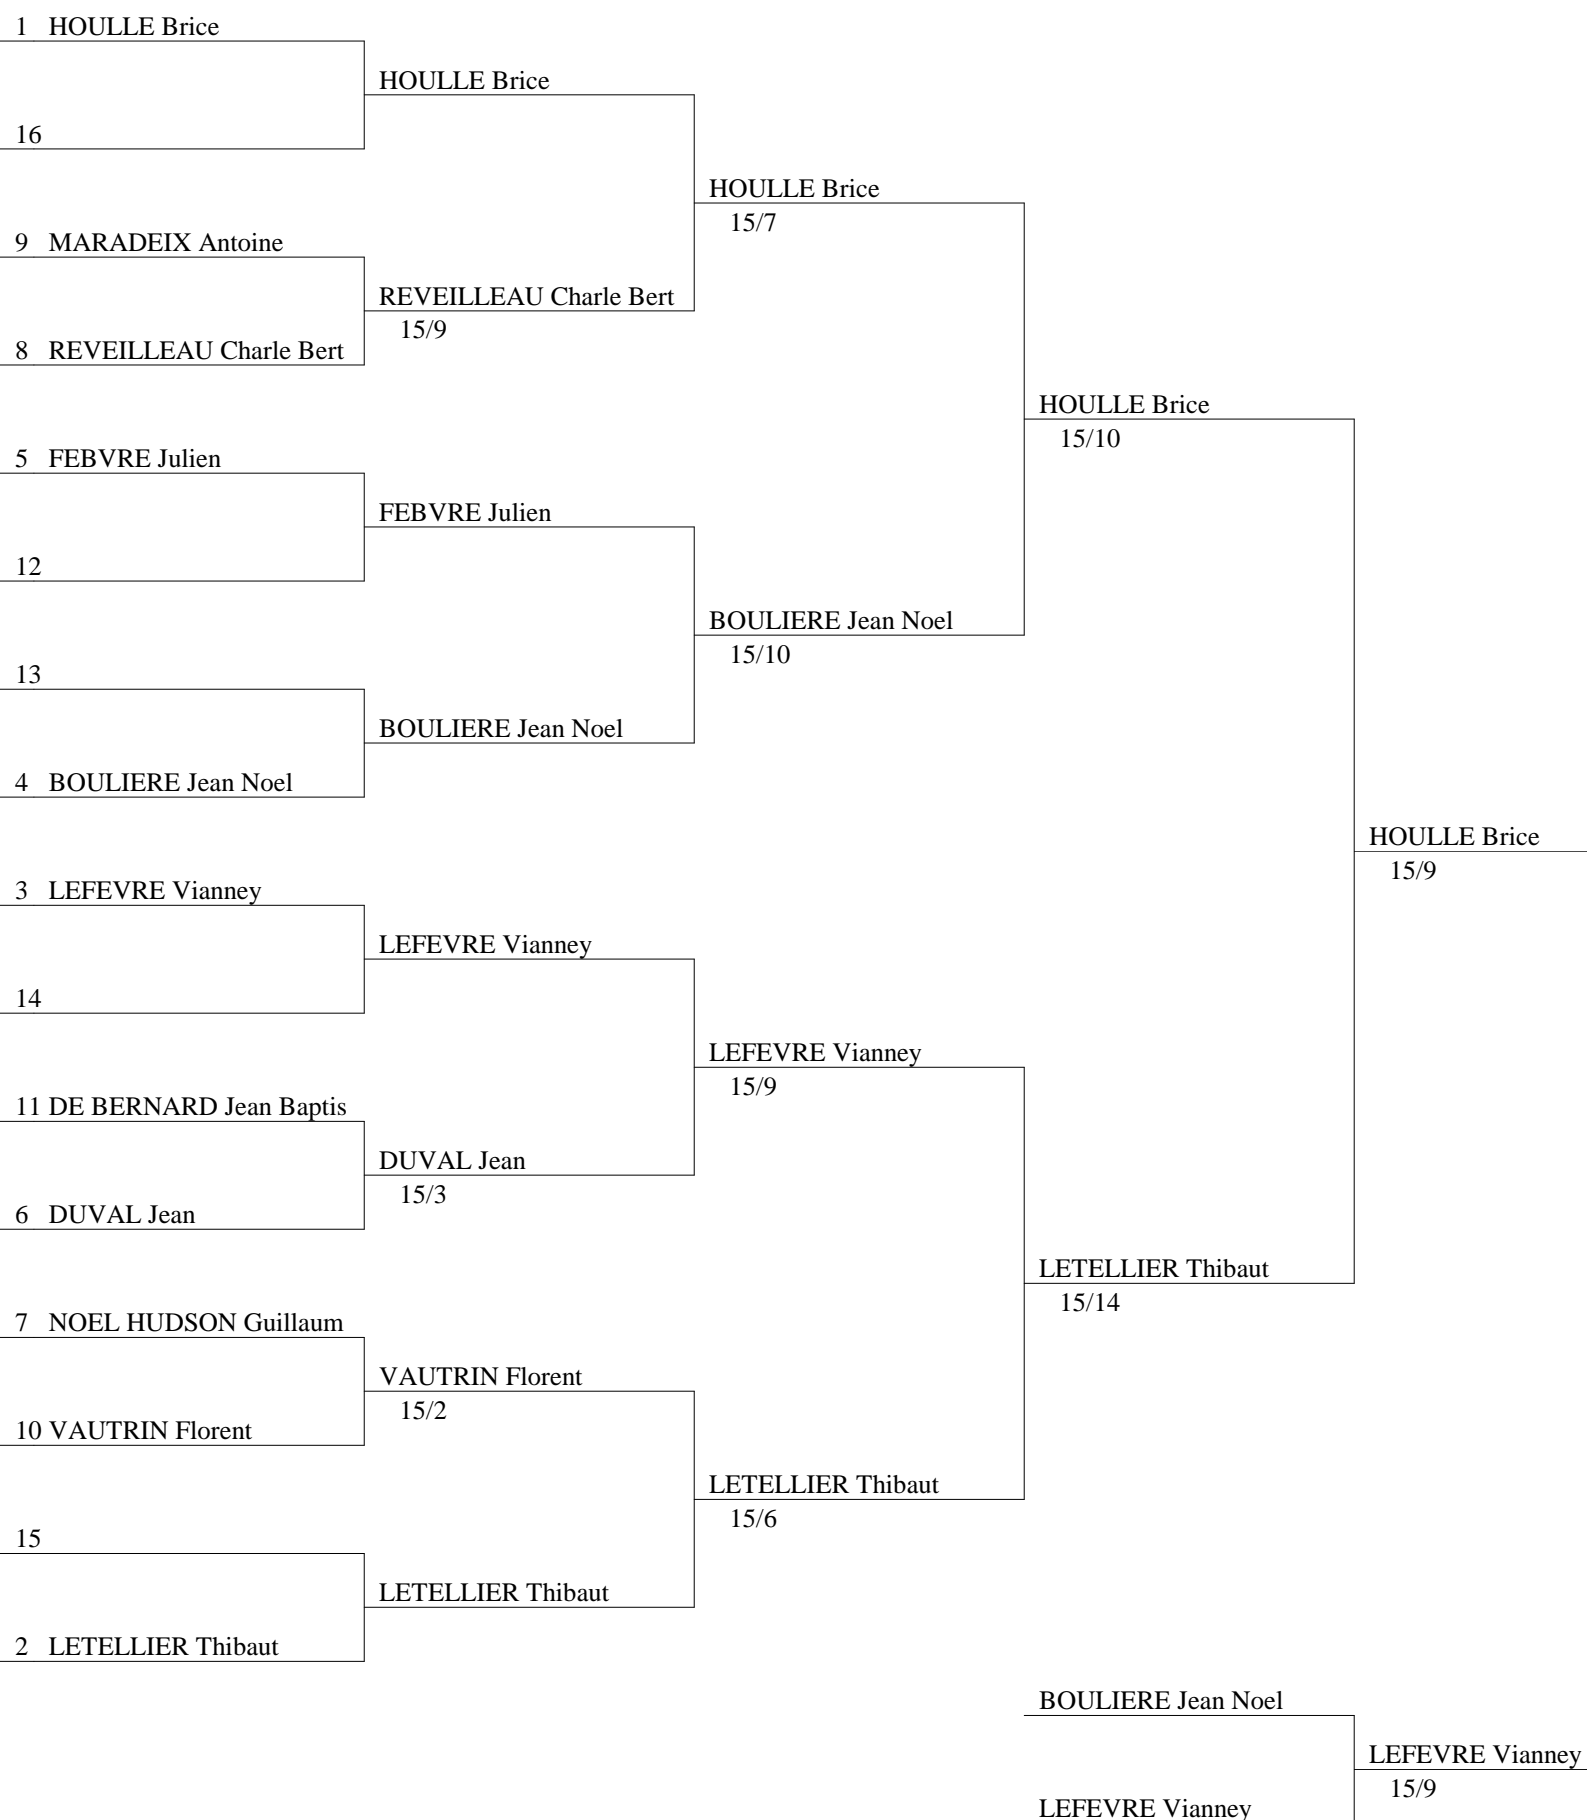 1 HOULLE Brice
HOULLE Brice
16
HOULLE Brice
15/7
9 MARADEIX Antoine
REVEILLEAU Charle Bert
15/9
8 REVEILLEAU Charle Bert
HOULLE Brice
15/10
5 FEBVRE Julien
FEBVRE Julien
12
BOULIERE Jean Noel
15/10
13
BOULIERE Jean Noel
4 BOULIERE Jean Noel
HOULLE Brice
15/9
3 LEFEVRE Vianney
LEFEVRE Vianney
14
LEFEVRE Vianney
15/9
11 DE BERNARD Jean Baptis
DUVAL Jean
15/3
6 DUVAL Jean
LETELLIER Thibaut
15/14
7 NOEL HUDSON Guillaum
VAUTRIN Florent
15/2
10 VAUTRIN Florent
LETELLIER Thibaut
15/6
15
LETELLIER Thibaut
2 LETELLIER Thibaut
BOULIERE Jean Noel
LEFEVRE Vianney
15/9
LEFEVRE Vianney